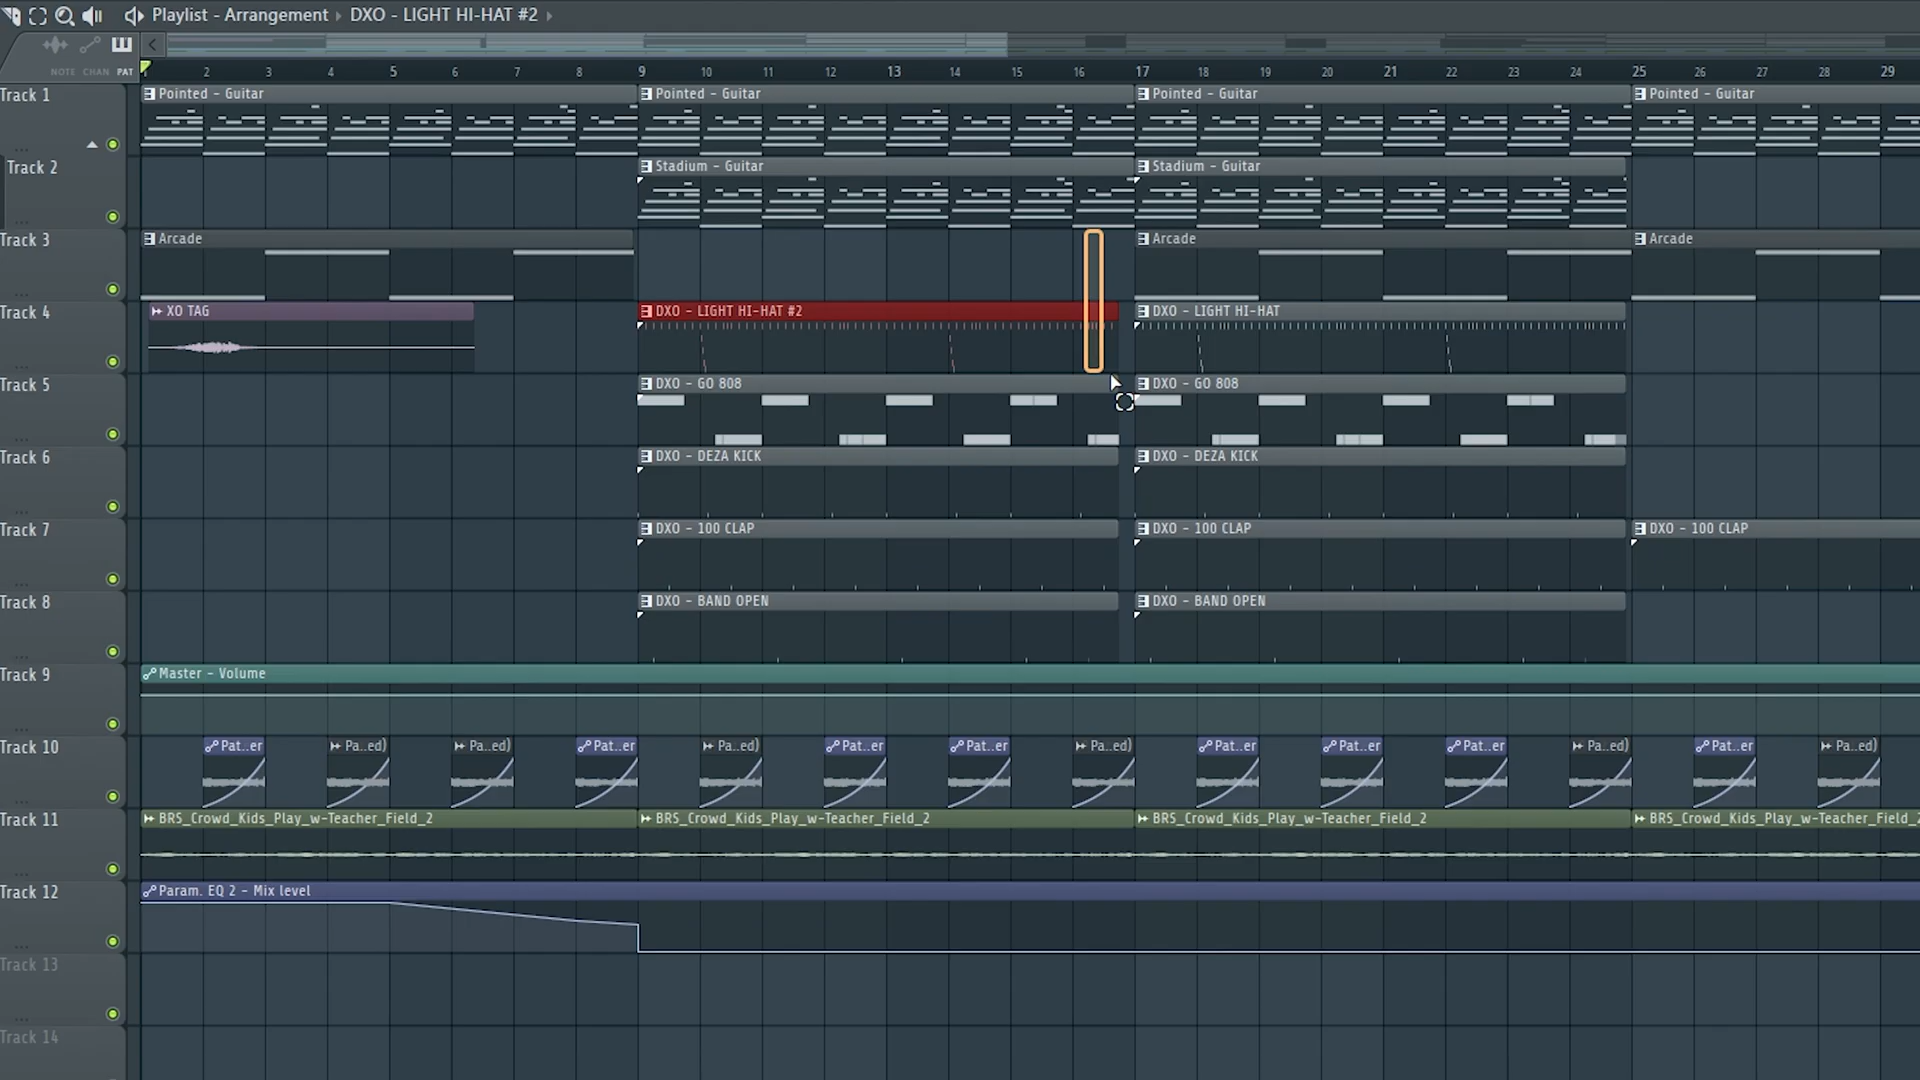 Playlist - Arrangement › DXO - LIGHT HI-HAT #2 ›
NOTE CHAN PAT
1 2 3 4 5 6 7 8 9 10 11 12 13 14 15 16 17 18 19 20 21 22 23 24 25 26 27 28 29
Track 1 Pointed - Guitar Pointed - Guitar Pointed - Guitar Pointed - Guitar
Track 2 Stadium - Guitar Stadium - Guitar
Track 3 Arcade Arcade Arcade
Track 4 XO TAG DXO - LIGHT HI-HAT #2 DXO - LIGHT HI-HAT
Track 5 DXO - GO 808 DXO - GO 808
Track 6 DXO - DEZA KICK DXO - DEZA KICK
Track 7 DXO - 100 CLAP DXO - 100 CLAP DXO - 100 CLAP
Track 8 DXO - BAND OPEN DXO - BAND OPEN
Track 9 Master - Volume
Track 10 Pat..er Pa..ed) Pa..ed) Pat..er Pa..ed) Pat..er Pat..er Pa..ed) Pat..er Pat..er Pat..er Pa..ed) Pat..er Pa..ed)
Track 11 BRS_Crowd_Kids_Play_w-Teacher_Field_2 BRS_Crowd_Kids_Play_w-Teacher_Field_2 BRS_Crowd_Kids_Play_w-Teacher_Field_2 BRS_Crowd_Kids_Play_w-Teacher_Field_2
Track 12 Param. EQ 2 - Mix level
Track 13
Track 14